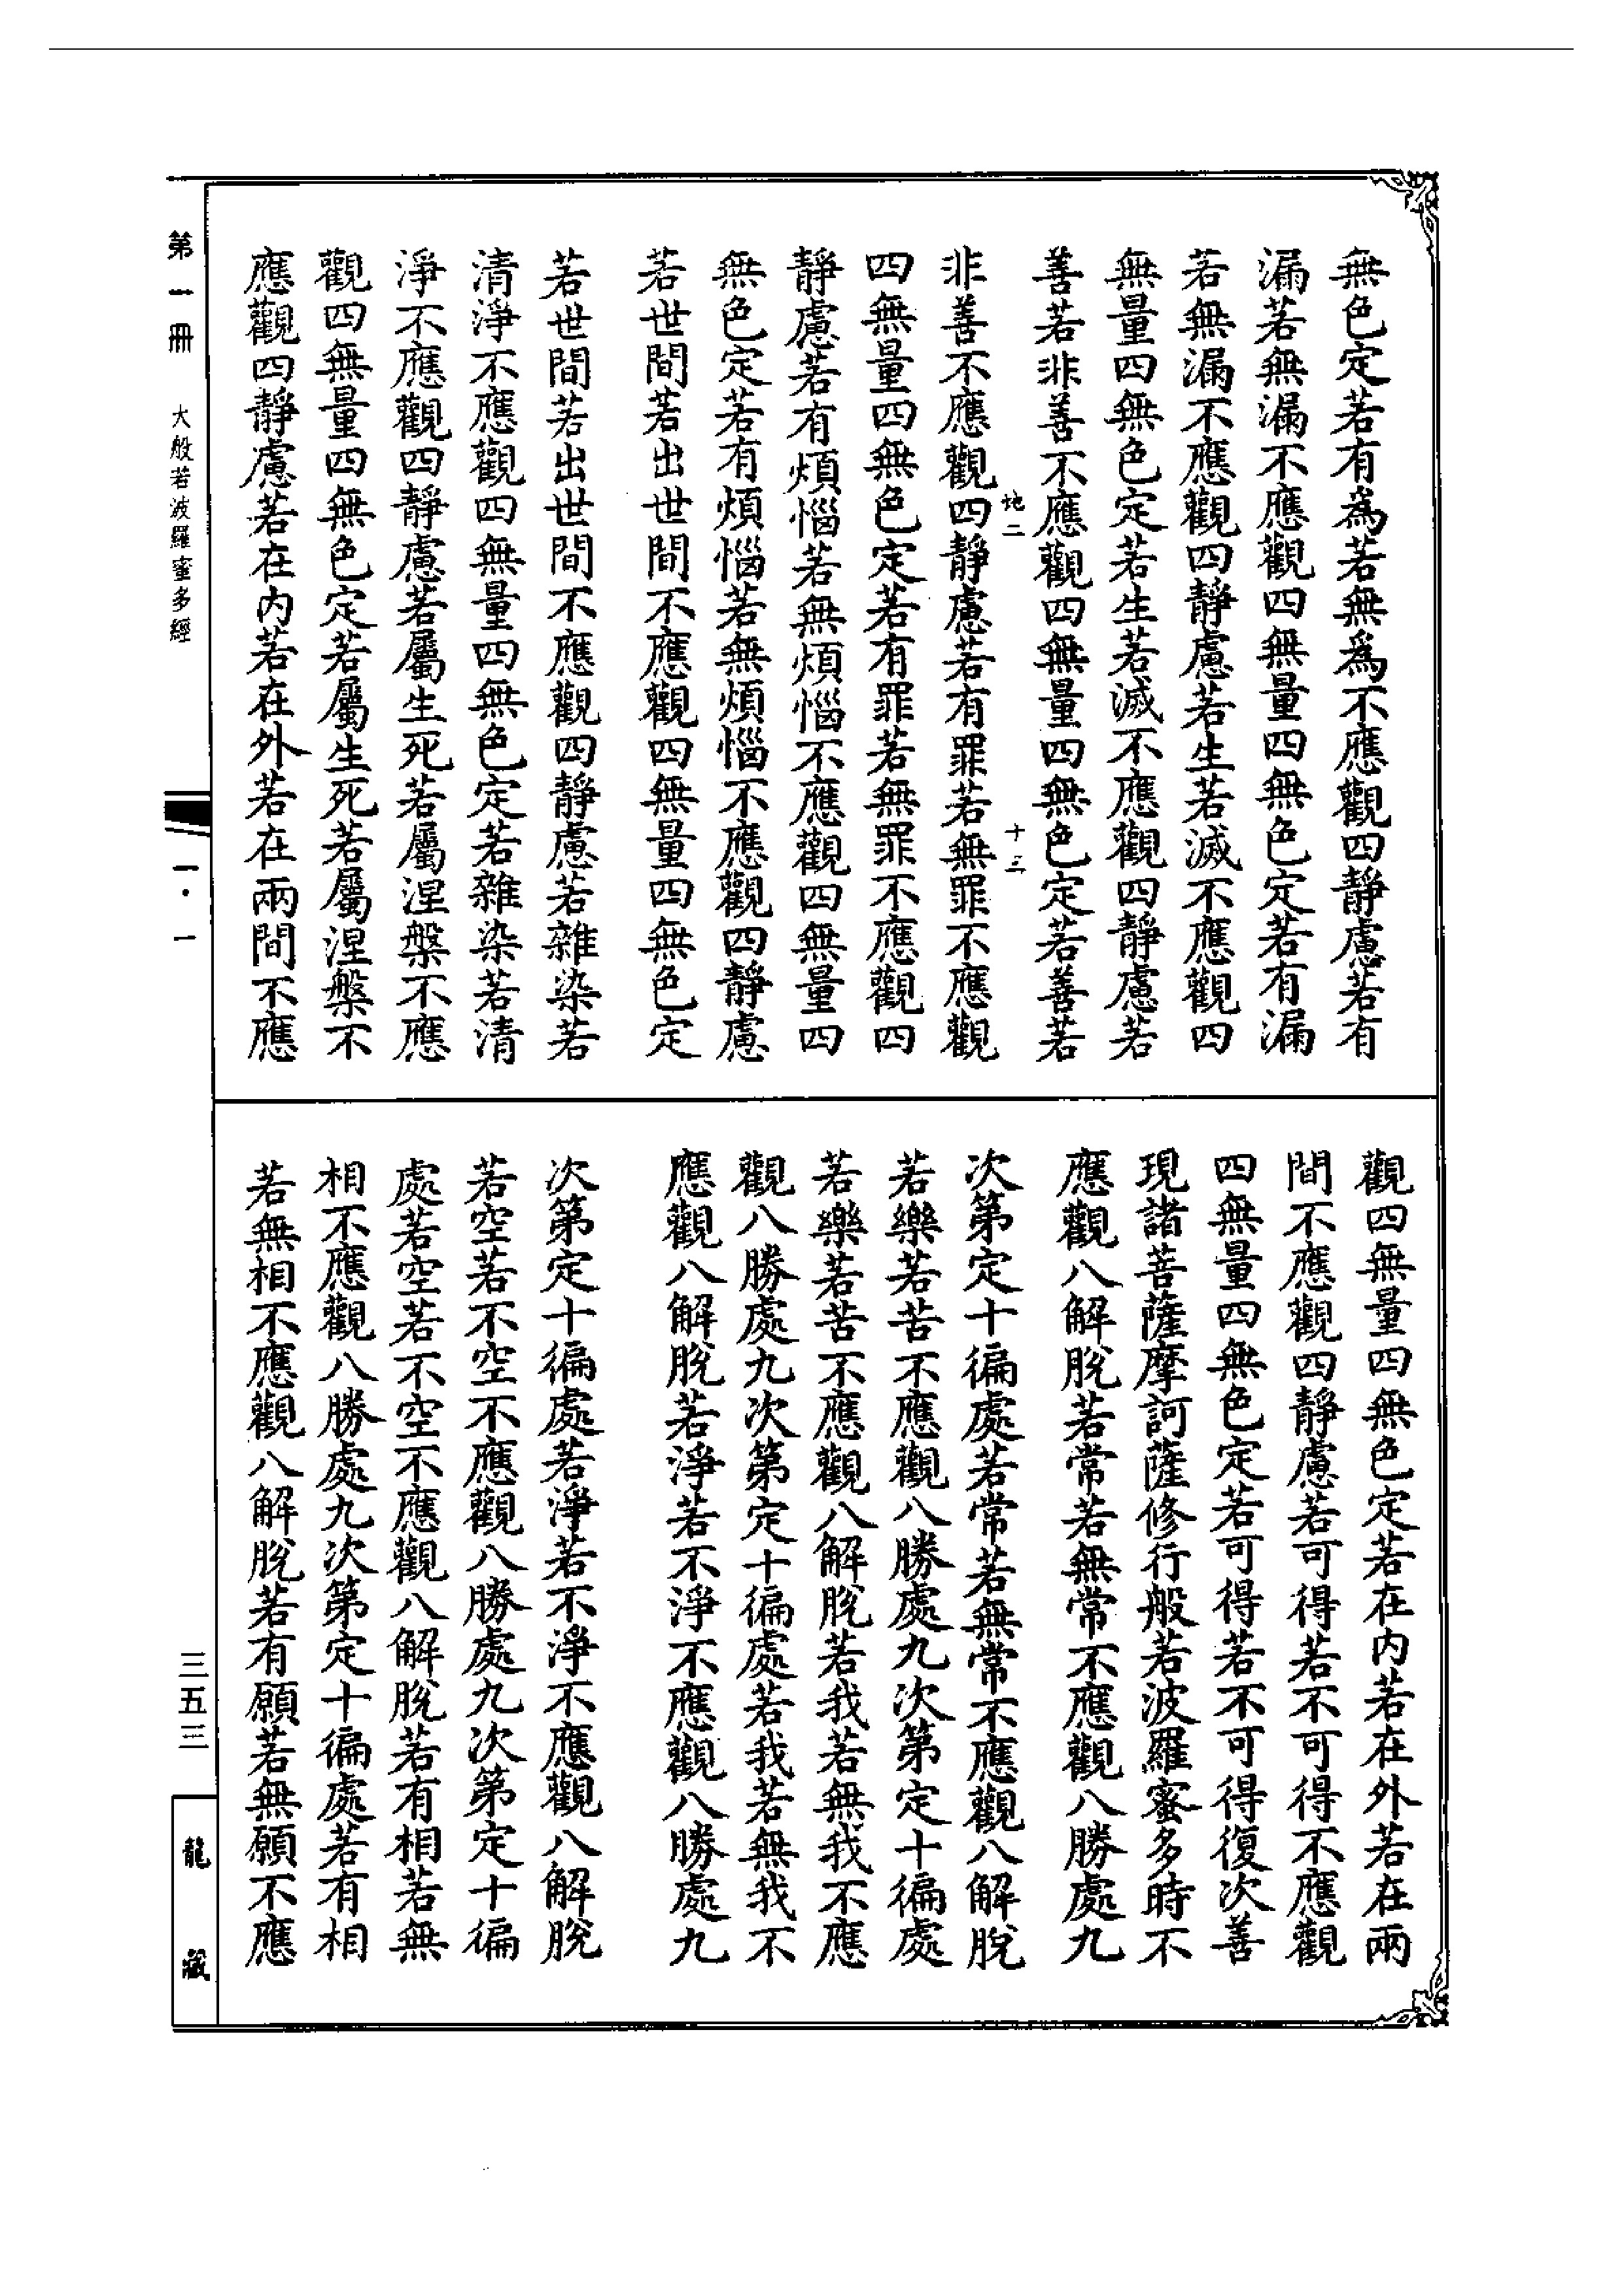 無色定若有爲若無爲不應觀四靜慮若有
漏若無漏不應觀四無量四無色定若有漏
若無漏不應觀四靜慮若生若滅不應觀四
無量四無色定若生若滅不應觀四靜慮若
善若非善不應觀四無量四無色定若善若
地二
十三
非善不應觀四靜慮若有罪若無罪不應觀
四無量四無色定若有罪若無罪不應觀四
靜慮若有煩惱若無煩惱不應觀四無量四
無色定若有煩惱若無煩惱不應觀四靜慮
若世間若出世間不應觀四無量四無色定
若世間若出世間不應觀四靜慮若雜染若
清淨不應觀四無量四無色定若雜染若清
淨不應觀四靜慮若屬生死若屬涅槃不應
觀四無量四無色定若屬生死若屬涅槃不
應觀四靜慮若在內若在外若在兩間不應
觀四無量四無色定若在內若在外若在兩
間不應觀四靜慮若可得若不可得不應觀
四無量四無色定若可得若不可得復次善
現諸菩薩摩訶薩修行般若波羅蜜多時不
應觀八解脫若常若無常不應觀八勝處九
次第定十徧處若常若無常不應觀八解脫
若樂若苦不應觀八勝處九次第定十徧處
若樂若苦不應觀八解脫若我若無我不應
觀八勝處九次第定十徧處若我若無我不
應觀八解脫若淨若不淨不應觀八勝處九
次第定十徧處若淨若不淨不應觀八解脫
若空若不空不應觀八勝處九次第定十徧
處若空若不空不應觀八解脫若有相若無
相不應觀八勝處九次第定十徧處若有相
若無相不應觀八解脫若有願若無願不應
第一冊 大般若波羅蜜多經
一·一
三五三
龍藏